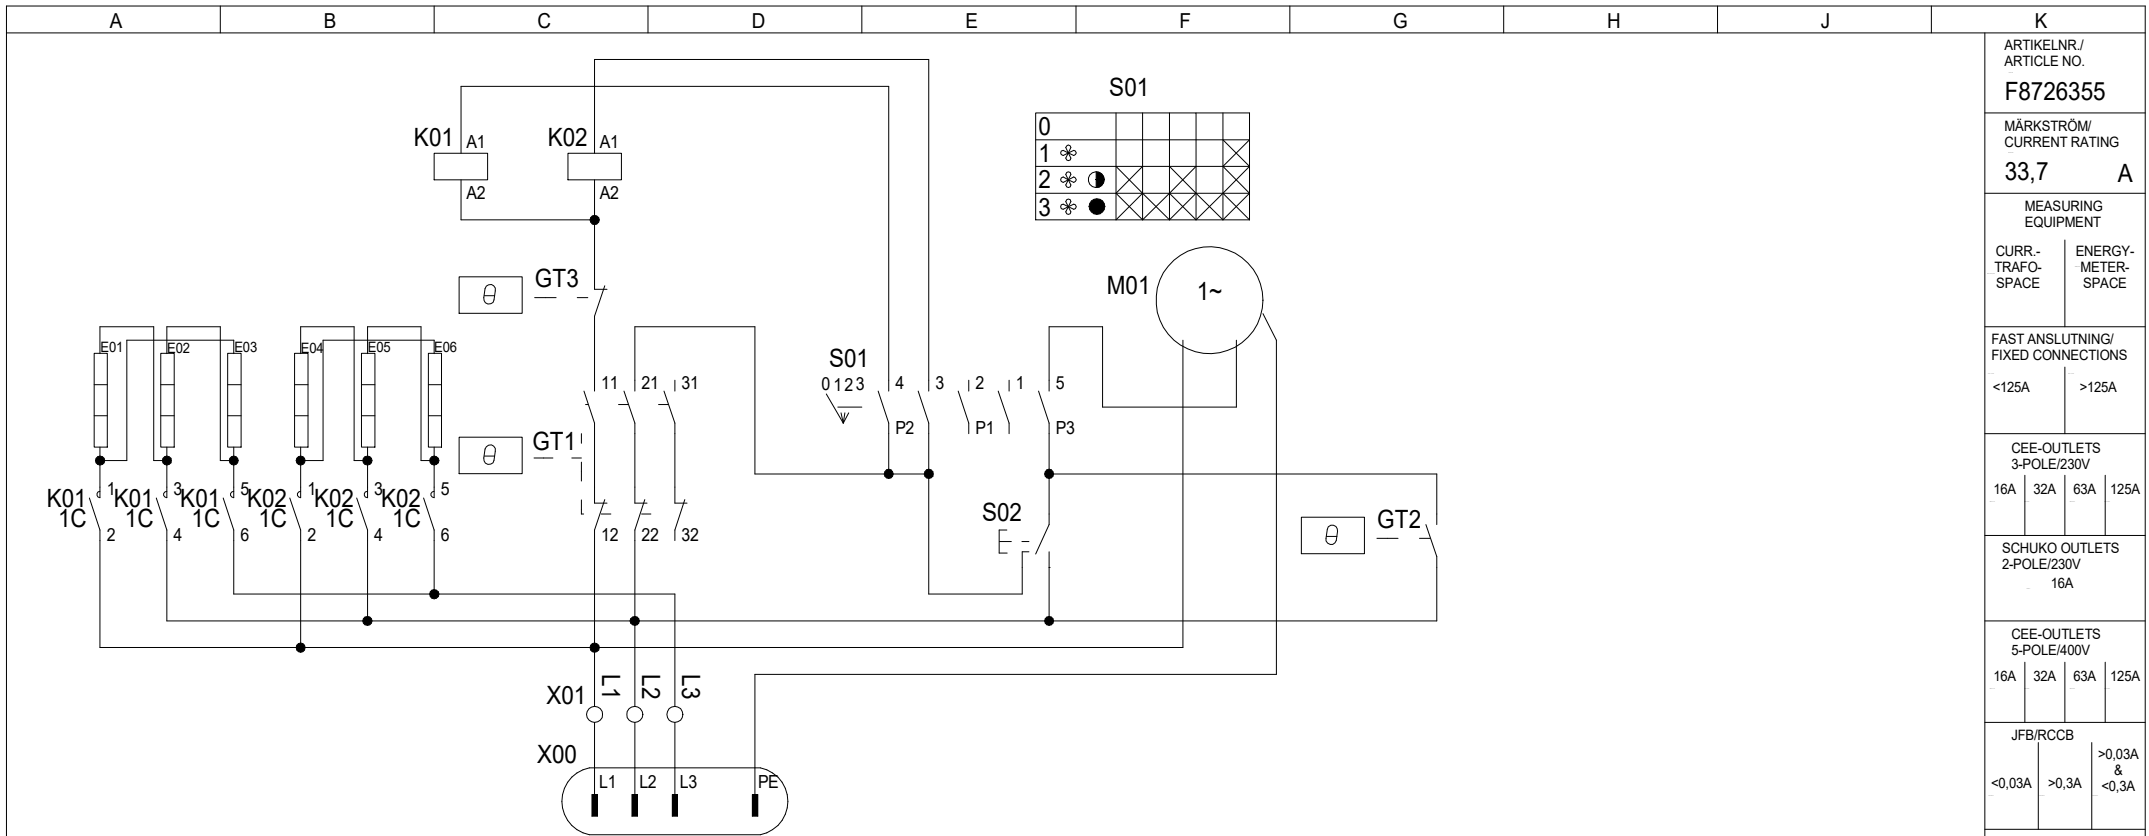 A B C D E F G H J K
ARTIKELNR./
ARTICLE NO.
F8726355
MÄRKSTRÖM/
CURRENT RATING
33,7 A
MEASURING
EQUIPMENT
CURR.-
TRAFO-
SPACE
ENERGY-
METER-
SPACE
FAST ANSLUTNING/
FIXED CONNECTIONS
<125A >125A
CEE-OUTLETS
3-POLE/230V
16A 32A 63A 125A
SCHUKO OUTLETS
2-POLE/230V
16A
CEE-OUTLETS
5-POLE/400V
16A 32A 63A 125A
JFB/RCCB
<0,03A >0,3A
>0,03A
&
<0,3A
S01
0
1
2
3
K01 A1 K02 A1
A2 A2
GT3
θ
M01 1~
E01 E02 E03 E04 E05 E06
S01
11 21 31 0 1 2 3 4 3 2 1 5
P2 P1 P3
GT1
θ
K01 1 K01 3 K01 5 K02 1 K02 3 K02 5
1C 1C 1C 1C 1C 1C
2 4 6 2 4 6
12 22 32
S02
GT2
θ
X01 L1 L2 L3
X00
L1 L2 L3 PE